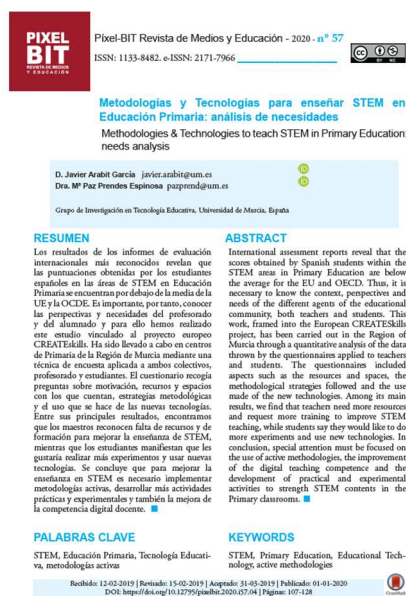 PIXEL
BIT
REVISTA DE MEDIOS
Y EDUCACIÓN
Píxel-BIT Revista de Medios y Educación - 2020 - nº 57
ISSN: 1133-8482. e-ISSN: 2171-7966
cc
BY NC
Metodologías y Tecnologías para enseñar STEM en
Educación Primaria: análisis de necesidades
Methodologies & Technologies to teach STEM in Primary Education:
needs analysis
D. Javier Arabit García javier.arabit@um.es
Dra. Mª Paz Prendes Espinosa pazprend@um.es
iD
iD
Grupo de Investigación en Tecnología Educativa, Universidad de Murcia, España
RESUMEN
Los resultados de los informes de evaluación
internacionales más reconocidos revelan que
las puntuaciones obtenidas por los estudiantes
españoles en las áreas de STEM en Educación
Primaria se encuentran por debajo de la media de la
UE y la OCDE. Es importante, por tanto, conocer
las perspectivas y necesidades del profesorado
y del alumnado y para ello hemos realizado
este estudio vinculado al proyecto europeo
CREATEskills. Ha sido llevado a cabo en centros
de Primaria de la Región de Murcia mediante una
técnica de encuesta aplicada a ambos colectivos,
profesorado y estudiantes. El cuestionario recogía
preguntas sobre motivación, recursos y espacios
con los que cuentan, estrategias metodológicas
y el uso que se hace de las nuevas tecnologías.
Entre sus principales resultados, encontramos
que los maestros reconocen falta de recursos y de
formación para mejorar la enseñanza de STEM,
mientras que los estudiantes manifiestan que les
gustaría realizar más experimentos y usar nuevas
tecnologías. Se concluye que para mejorar la
enseñanza en STEM es necesario implementar
metodologías activas, desarrollar más actividades
prácticas y experimentales y también la mejora de
la competencia digital docente.
ABSTRACT
International assessment reports reveal that the
scores obtained by Spanish students within the
STEM areas in Primary Education are below
the average for the EU and OECD. Thus, it is
necessary to know the context, perspectives and
needs of the different agents of the educational
community, both teachers and students. This
work, framed into the European CREATESkills
project, has been carried out in the Region of
Murcia through a quantitative analysis of the data
thrown by the questionnaires applied to teachers
and students. The questionnaires included
aspects such as the resources and spaces, the
methodological strategies followed and the use
made of the new technologies. Among its main
results, we find that teachers need more resources
and request more training to improve STEM
teaching, while students say they would like to do
more experiments and use new technologies. In
conclusion, special attention must be focused on
the use of active methodologies, the improvement
of the digital teaching competence and the
development of practical and experimental
activities to strength STEM contents in the
Primary classrooms.
PALABRAS CLAVE
STEM, Educación Primaria, Tecnología Educati-
va, metodologías activas
KEYWORDS
STEM, Primary Education, Educational Tech-
nology, active methodologies
Recibido: 12-02-2019 | Revisado: 15-02-2019 | Aceptado: 31-03-2019 | Publicado: 01-01-2020
DOI: https://doi.org/10.12795/pixelbit.2020.i57.04 | Páginas: 107-128
CrossMark